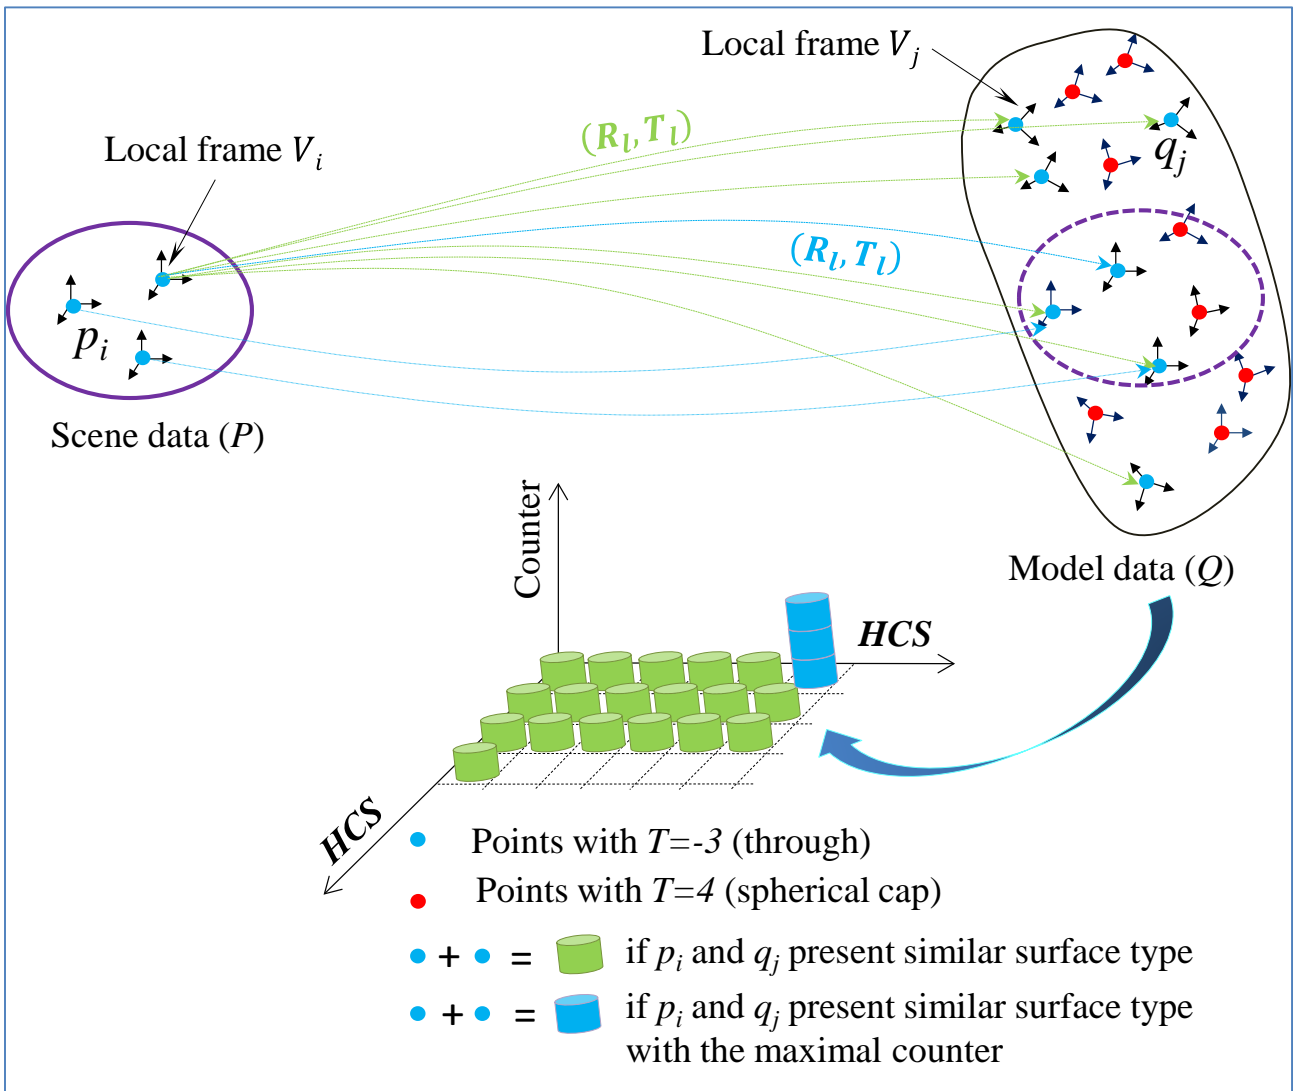 Local frame V_j
(R_l, T_l)
Local frame V_i
q_j
(R_l, T_l)
p_i
Scene data (P)
Counter
Model data (Q)
HCS
HCS
Points with T=-3 (through)
Points with T=4 (spherical cap)
+ = if p_i and q_j present similar surface type
+ = if p_i and q_j present similar surface type
with the maximal counter